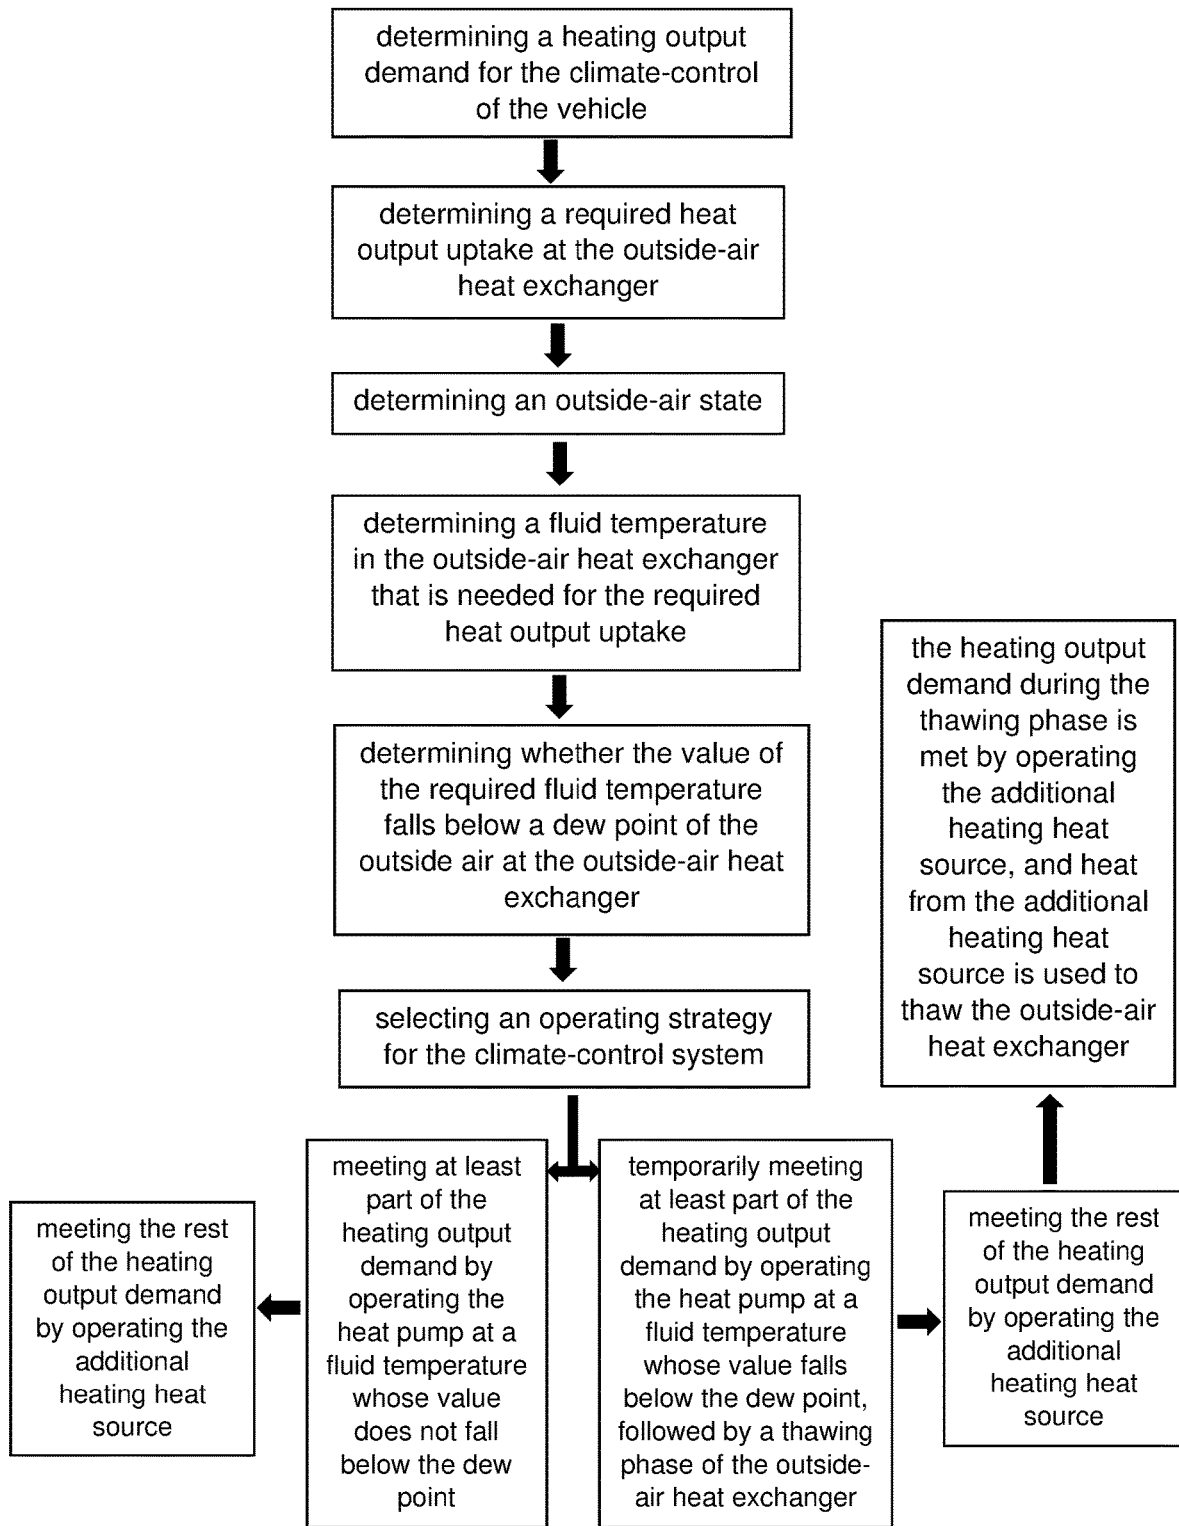 determining a heating output
demand for the climate-control
of the vehicle
determining a required heat
output uptake at the outside-air
heat exchanger
determining an outside-air state
determining a fluid temperature
in the outside-air heat exchanger
that is needed for the required
heat output uptake
determining whether the value of
the required fluid temperature
falls below a dew point of the
outside air at the outside-air heat
exchanger
selecting an operating strategy
for the climate-control system
meeting at least
part of the
heating output
demand by
operating the
heat pump at a
fluid temperature
whose value
does not fall
below the dew
point
meeting the rest
of the heating
output demand
by operating the
additional
heating heat
source
temporarily meeting
at least part of the
heating output
demand by operating
the heat pump at a
fluid temperature
whose value falls
below the dew point,
followed by a thawing
phase of the outside-
air heat exchanger
meeting the rest
of the heating
output demand
by operating the
additional
heating heat
source
the heating output
demand during the
thawing phase is
met by operating
the additional
heating heat
source, and heat
from the additional
heating heat
source is used to
thaw the outside-air
heat exchanger